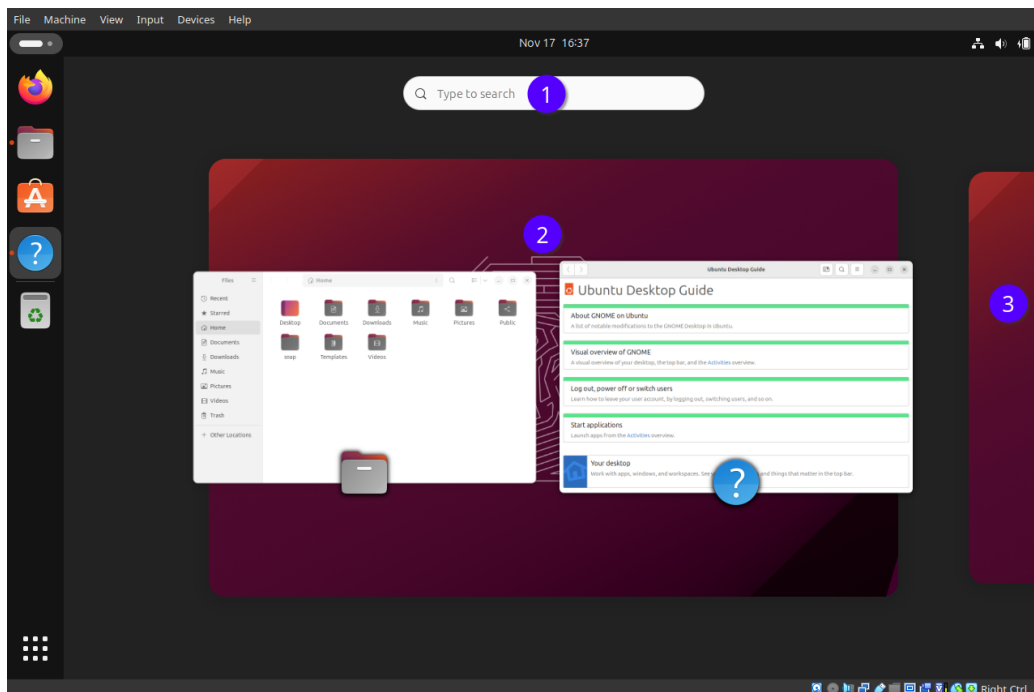 File Machine View Input Devices Help
Nov 17 16:37
Type to search
1
2
3
Files
Home
Recent
Starred
Home
Documents
Downloads
Music
Pictures
Videos
Trash
+ Other Locations
Desktop Documents Downloads Music Pictures Public
snap Templates Videos
Ubuntu Desktop Guide
Ubuntu Desktop Guide
About GNOME on Ubuntu
A list of notable modifications to the GNOME Desktop in Ubuntu.
Visual overview of GNOME
A visual overview of your desktop, the top bar, and the Activities overview.
Log out, power off or switch users
Learn how to leave your user account, by logging out, switching users, and so on.
Start applications
Launch apps from the Activities overview.
Your desktop
Work with apps, windows, and workspaces. See and things that matter in the top bar.
?
?
Right Ctrl